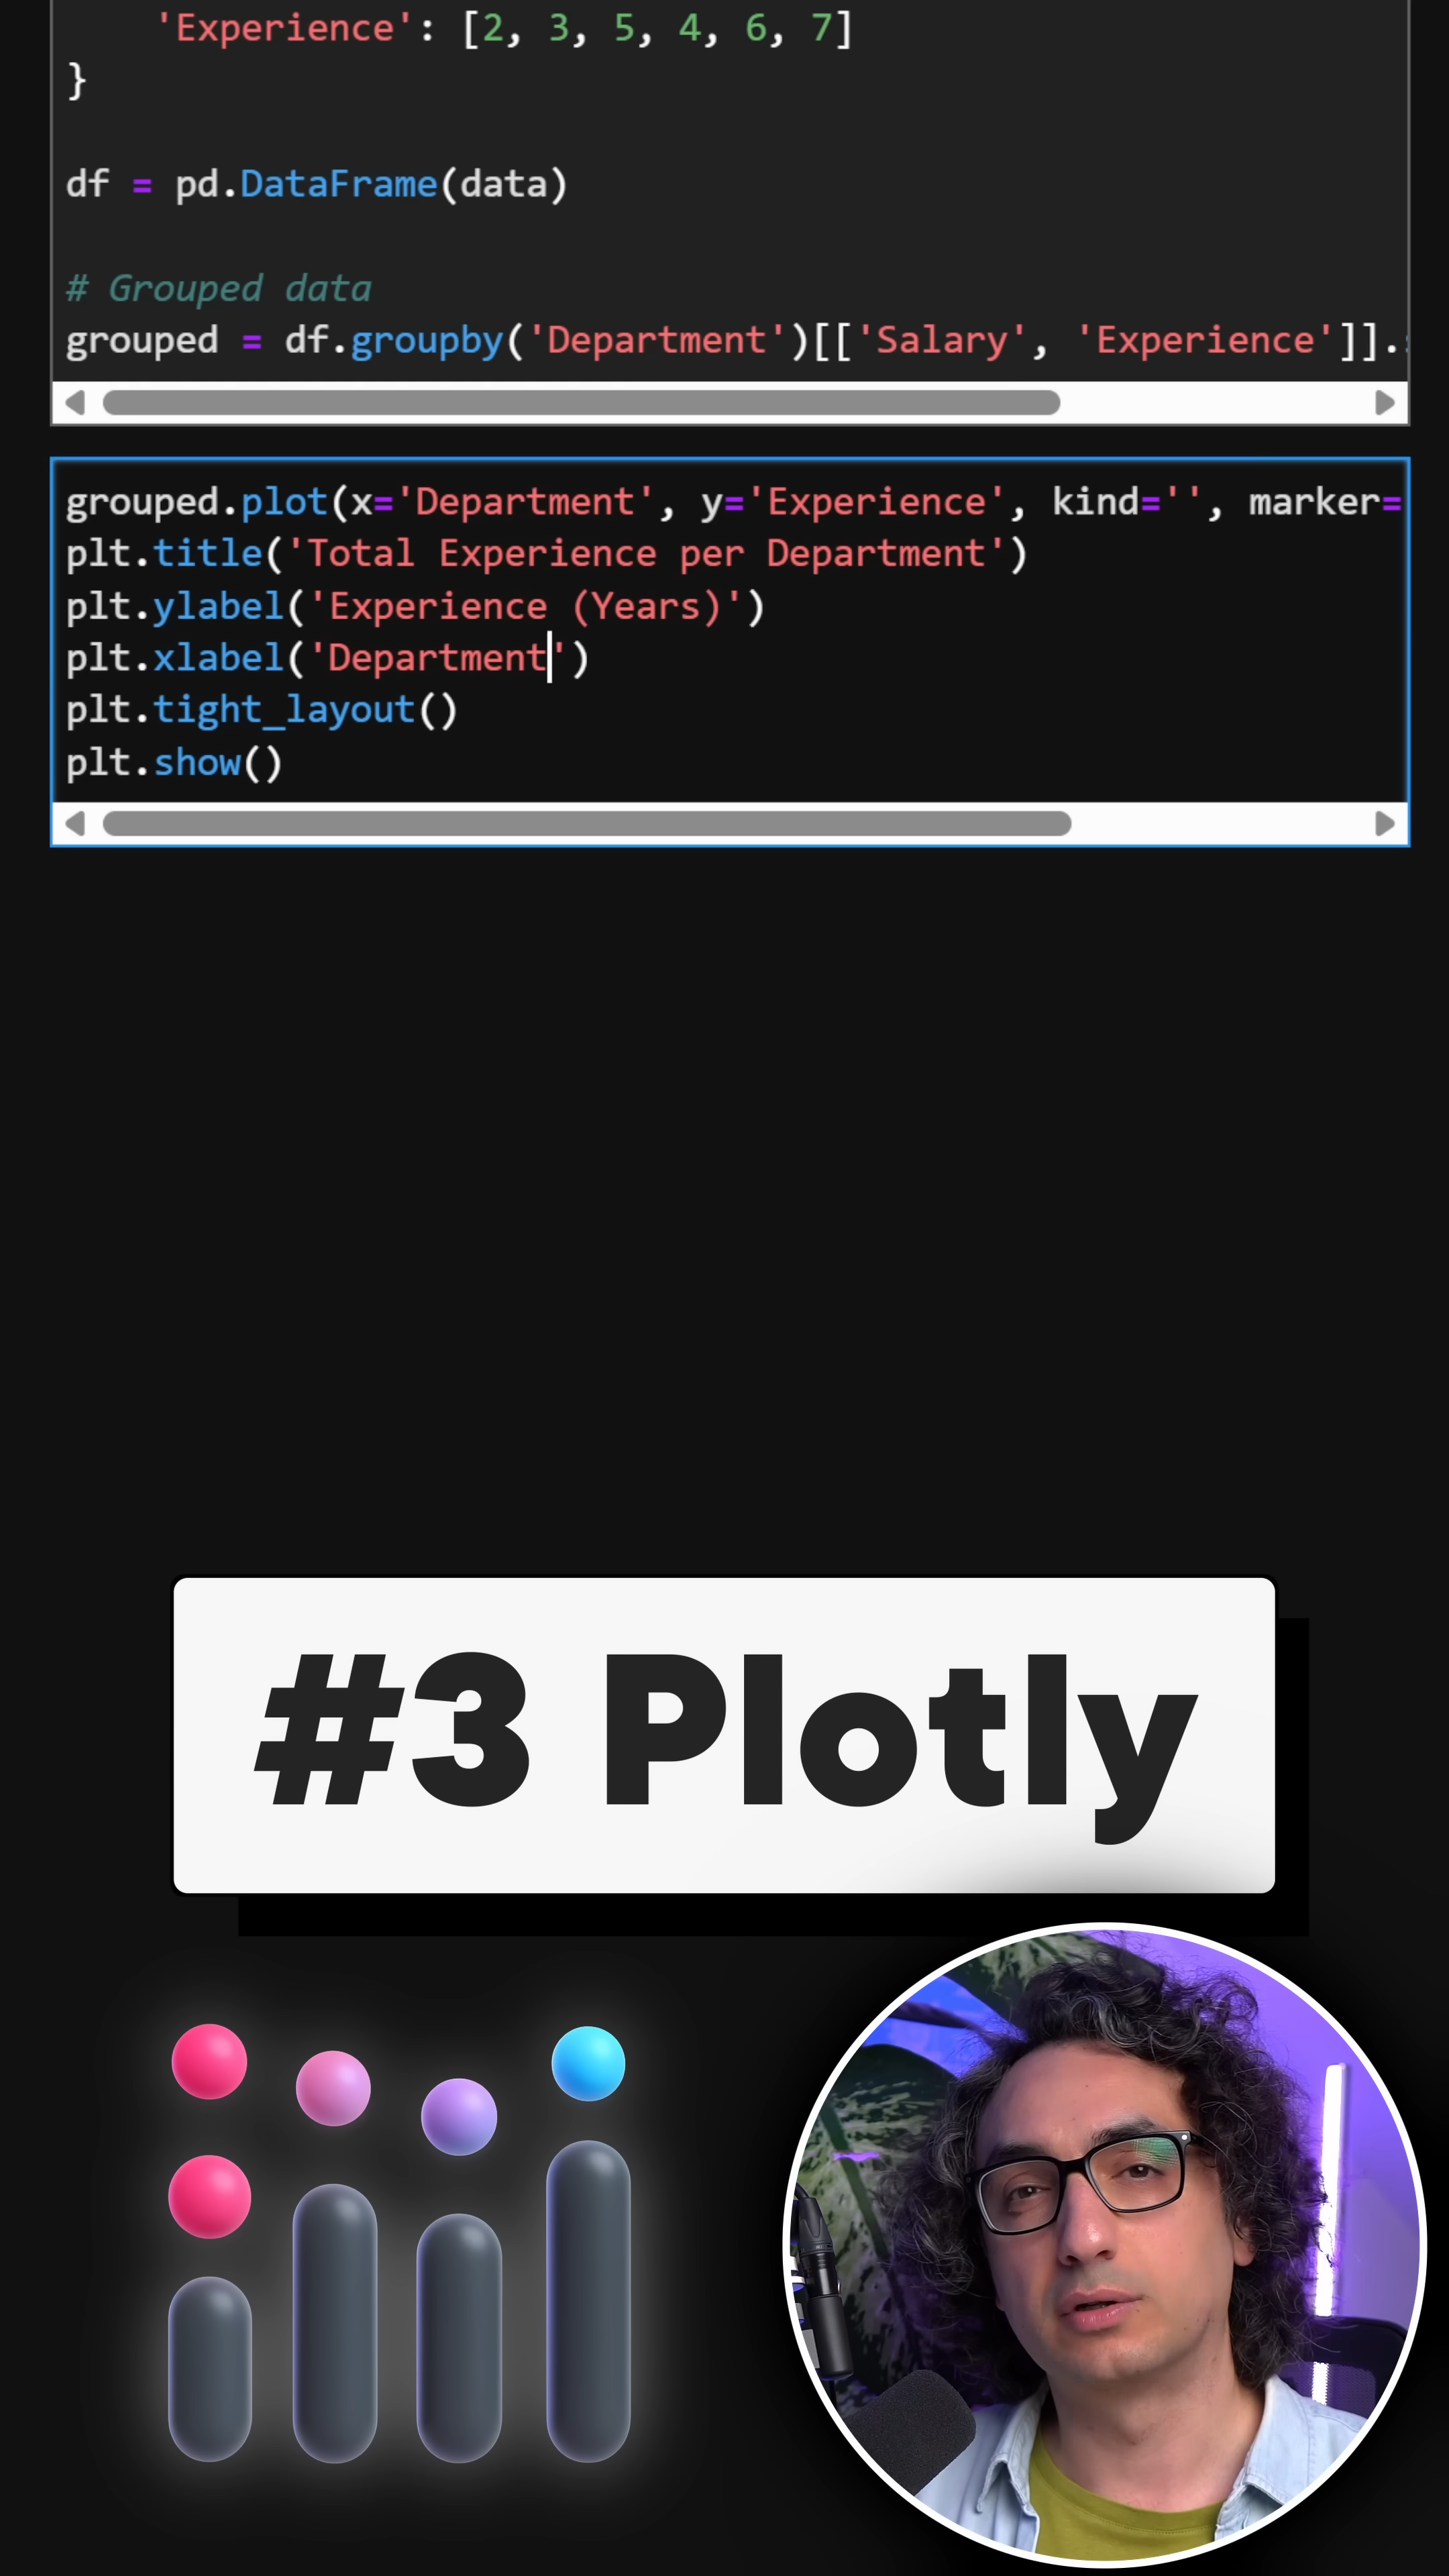 'Experience': [2, 3, 5, 4, 6, 7]
}
df = pd.DataFrame(data)
# Grouped data
grouped = df.groupby('Department')[['Salary', 'Experience']].
grouped.plot(x='Department', y='Experience', kind='', marker=
plt.title('Total Experience per Department')
plt.ylabel('Experience (Years)')
plt.xlabel('Department')
plt.tight_layout()
plt.show()
#3 Plotly